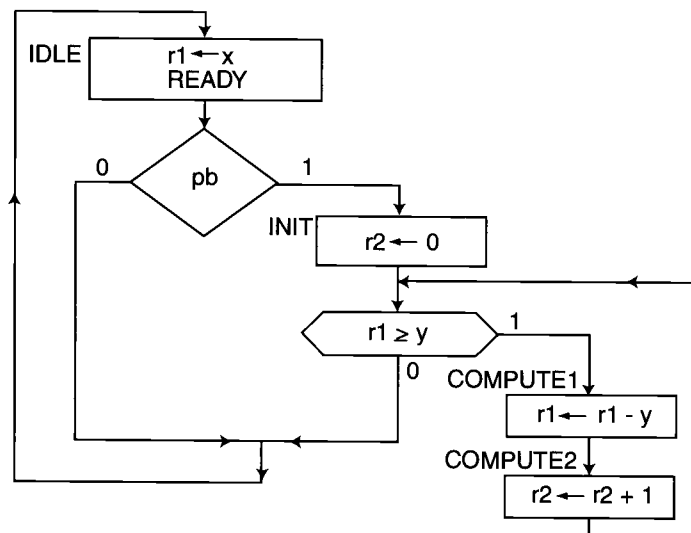 IDLE
r1 ← x
READY
0
pb
1
INIT
r2 ← 0
r1 ≥ y
1
0
COMPUTE1
r1 ← r1 - y
COMPUTE2
r2 ← r2 + 1